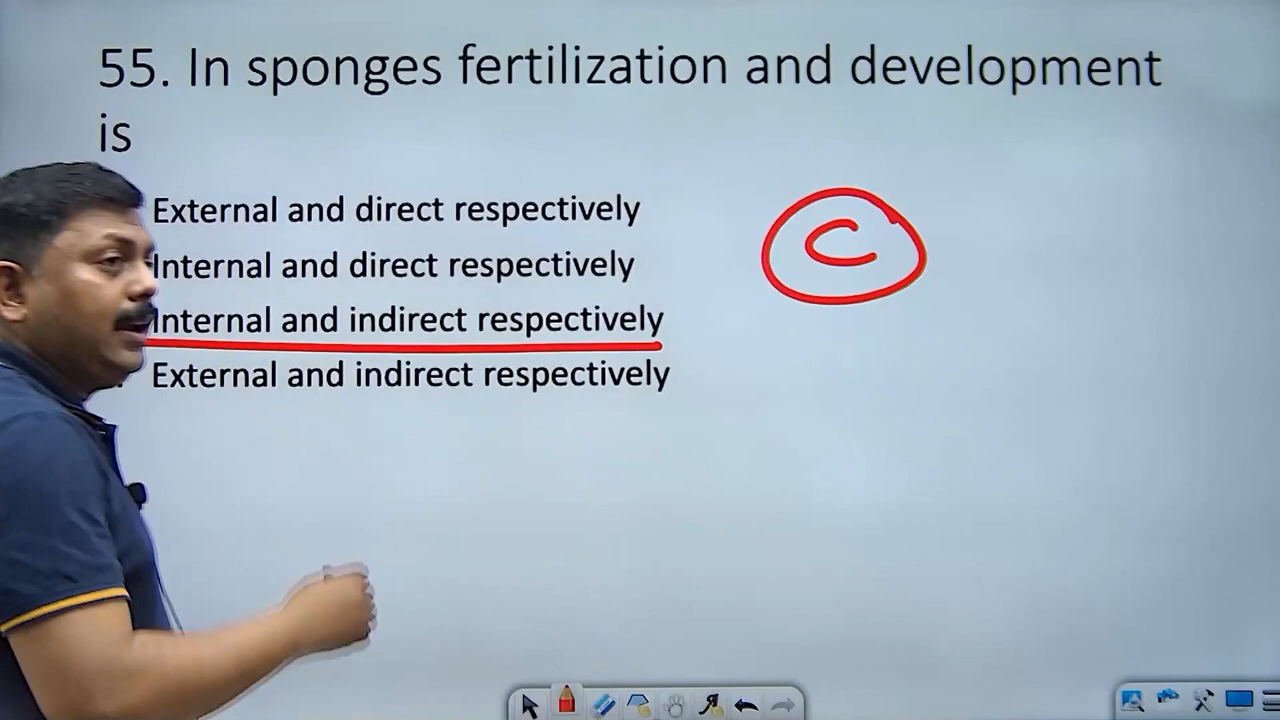 55. In sponges fertilization and development
is
External and direct respectively
C
Internal and direct respectively
Internal and indirect respectively
External and indirect respectively